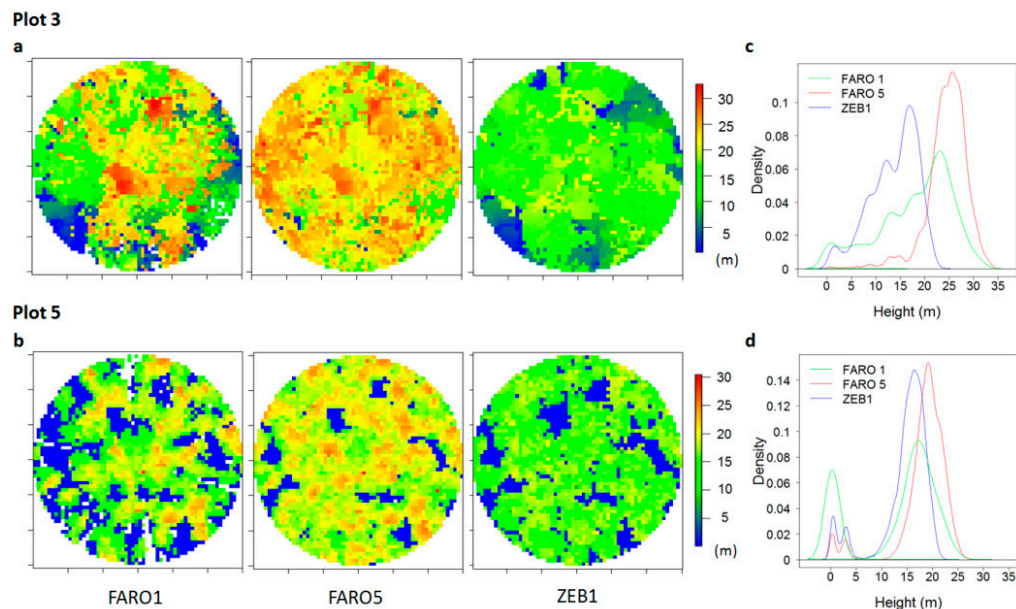 Plot 3
a
30
25
20
15
10
5
(m)
c
FARO 1
FARO 5
ZEB1
0.1
0.08
0.06
0.04
0.02
0
Density
0 5 10 15 20 25 30 35
Height (m)
Plot 5
b
30
25
20
15
10
5
(m)
FARO1 FARO5 ZEB1
d
FARO 1
FARO 5
ZEB1
0.14
0.12
0.1
0.08
0.06
0.04
0.02
0
Density
0 5 10 15 20 25 30 35
Height (m)